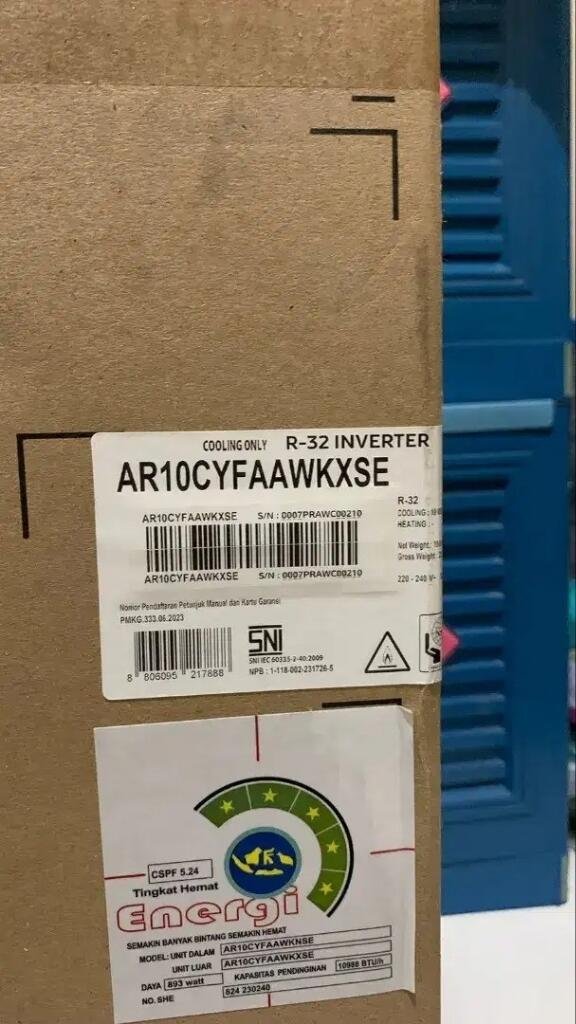 COOLING ONLY R-32 INVERTER
AR10CYFAAWKXSE
AR10CYFAAWKXSE S/N : 0007PRAWC00210
AR10CYFAAWKXSE S/N : 0007PRAWC00210
R-32
COOLING :
HEATING : -
Net Weight :
Gross Weight :
220 - 240 V~
Nomor Pendaftaran Petunjuk Manual dan Kartu Garansi
PMKG.333.06.2023
8 806095 217888
SNI
SNI IEC 60335-2-40:2009
NPB : 1-118-002-231726-5
CSPF 5.24
Tingkat Hemat
Energi
SEMAKIN BANYAK BINTANG SEMAKIN HEMAT
MODEL: UNIT DALAM AR10CYFAAWKNSE
UNIT LUAR AR10CYFAAWKXSE
DAYA 893 watt KAPASITAS PENDINGINAN 10988 BTU/h
NO. SHE 824 230240